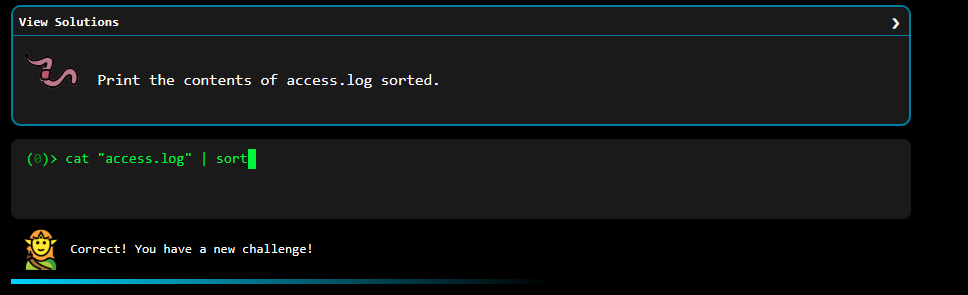 View Solutions ❯
Print the contents of access.log sorted.
(0)> cat "access.log" | sort
Correct! You have a new challenge!